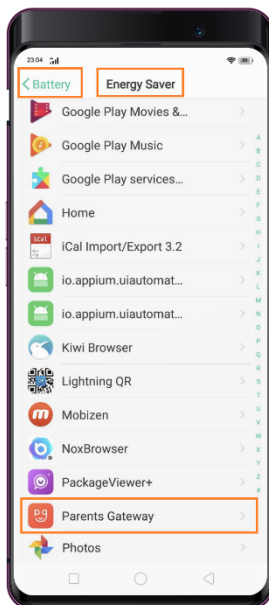 23:04
Battery
Energy Saver
Google Play Movies &...
Google Play Music
Google Play services...
Home
iCal
iCal Import/Export 3.2
io.appium.uiautomat...
io.appium.uiautomat...
Kiwi Browser
Lightning QR
Mobizen
NoxBrowser
PackageViewer+
Parents Gateway
Photos
A
B
C
D
E
F
G
H
I
J
K
L
M
N
O
P
Q
R
S
T
U
V
W
X
Y
Z
#